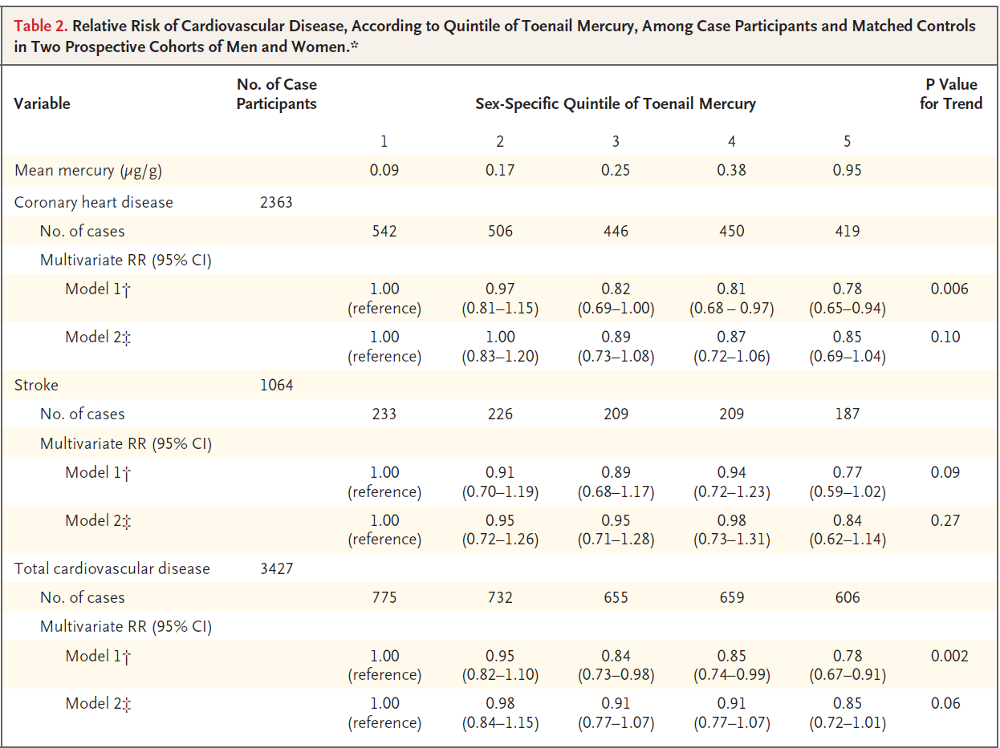 Table 2. Relative Risk of Cardiovascular Disease, According to Quintile of Toenail Mercury, Among Case Participants and Matched Controls
in Two Prospective Cohorts of Men and Women.*
Variable No. of Case Participants Sex-Specific Quintile of Toenail Mercury P Value for Trend
1 2 3 4 5
Mean mercury (µg/g) 0.09 0.17 0.25 0.38 0.95
Coronary heart disease 2363
No. of cases 542 506 446 450 419
Multivariate RR (95% CI)
Model 1† 1.00 0.97 0.82 0.81 0.78 0.006
(reference) (0.81–1.15) (0.69–1.00) (0.68 – 0.97) (0.65–0.94)
Model 2‡ 1.00 1.00 0.89 0.87 0.85 0.10
(reference) (0.83–1.20) (0.73–1.08) (0.72–1.06) (0.69–1.04)
Stroke 1064
No. of cases 233 226 209 209 187
Multivariate RR (95% CI)
Model 1† 1.00 0.91 0.89 0.94 0.77 0.09
(reference) (0.70–1.19) (0.68–1.17) (0.72–1.23) (0.59–1.02)
Model 2‡ 1.00 0.95 0.95 0.98 0.84 0.27
(reference) (0.72–1.26) (0.71–1.28) (0.73–1.31) (0.62–1.14)
Total cardiovascular disease 3427
No. of cases 775 732 655 659 606
Multivariate RR (95% CI)
Model 1† 1.00 0.95 0.84 0.85 0.78 0.002
(reference) (0.82–1.10) (0.73–0.98) (0.74–0.99) (0.67–0.91)
Model 2‡ 1.00 0.98 0.91 0.91 0.85 0.06
(reference) (0.84–1.15) (0.77–1.07) (0.77–1.07) (0.72–1.01)